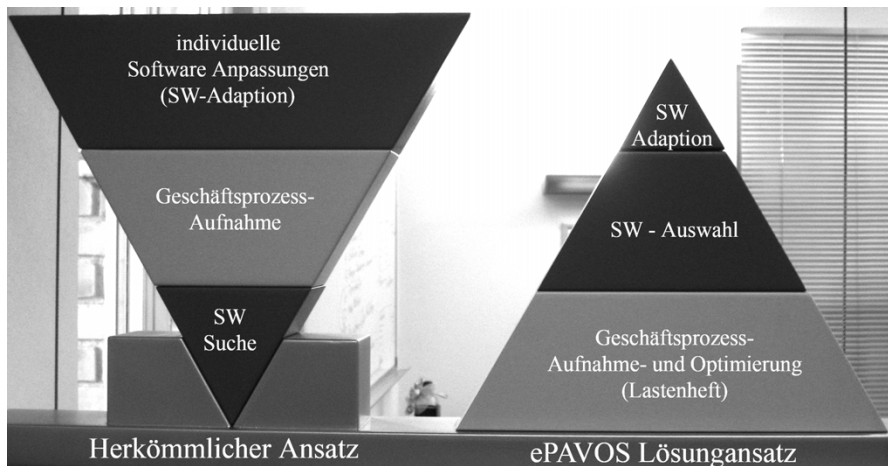 individuelle
Software Anpassungen
(SW-Adaption)
Geschäftsprozess-
Aufnahme
SW
Suche
Herkömmlicher Ansatz
SW
Adaption
SW - Auswahl
Geschäftsprozess-
Aufnahme- und Optimierung
(Lastenheft)
ePAVOS Lösungansatz